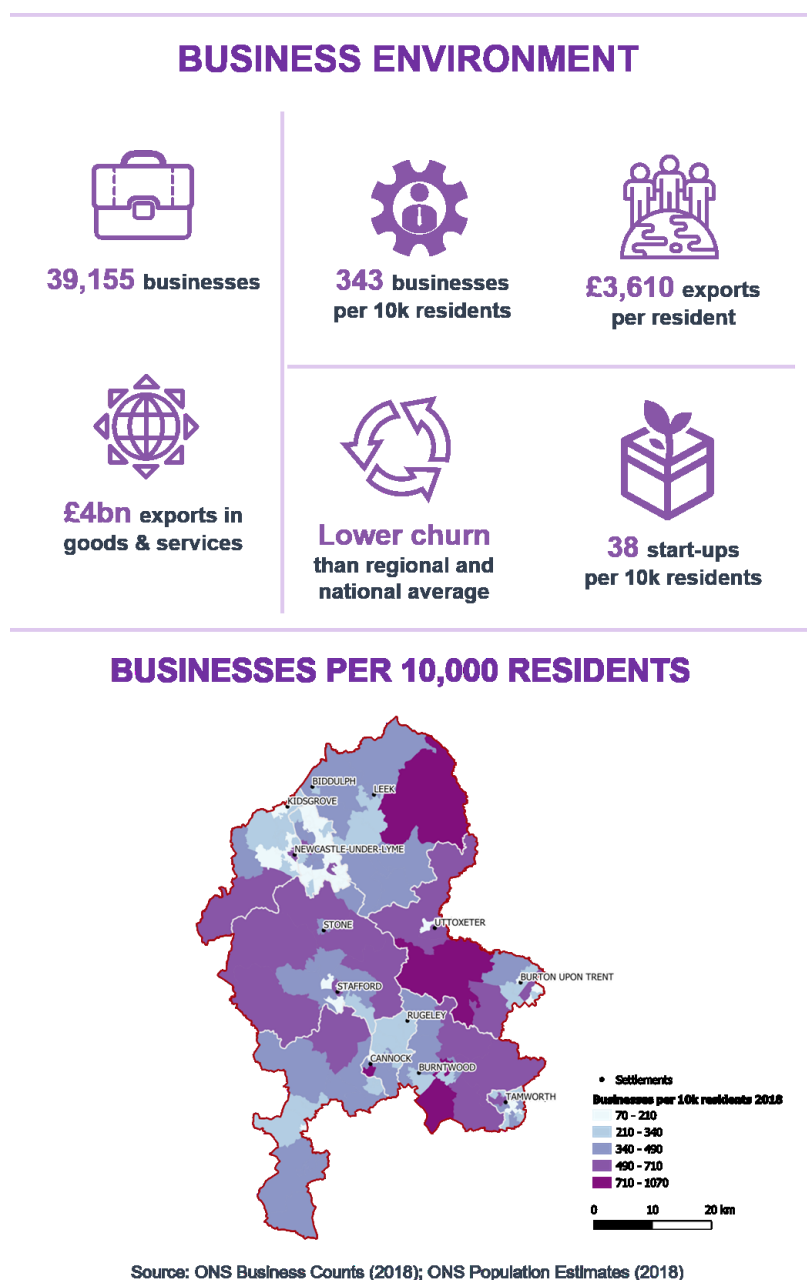 BUSINESS ENVIRONMENT
39,155 businesses
343 businesses
per 10k residents
£3,610 exports
per resident
£4bn exports in
goods & services
Lower churn
than regional and
national average
38 start-ups
per 10k residents
BUSINESSES PER 10,000 RESIDENTS
BIDDULPH
LEEK
KIDSGROVE
NEWCASTLE-UNDER-LYME
STONE
UTTOXETER
BURTON UPON TRENT
STAFFORD
RUGELEY
CANNOCK
BURNTWOOD
TAMWORTH
Settlements
Businesses per 10k residents 2018
70 - 210
210 - 340
340 - 490
490 - 710
710 - 1070
0 10 20 km
Source: ONS Business Counts (2018); ONS Population Estimates (2018)